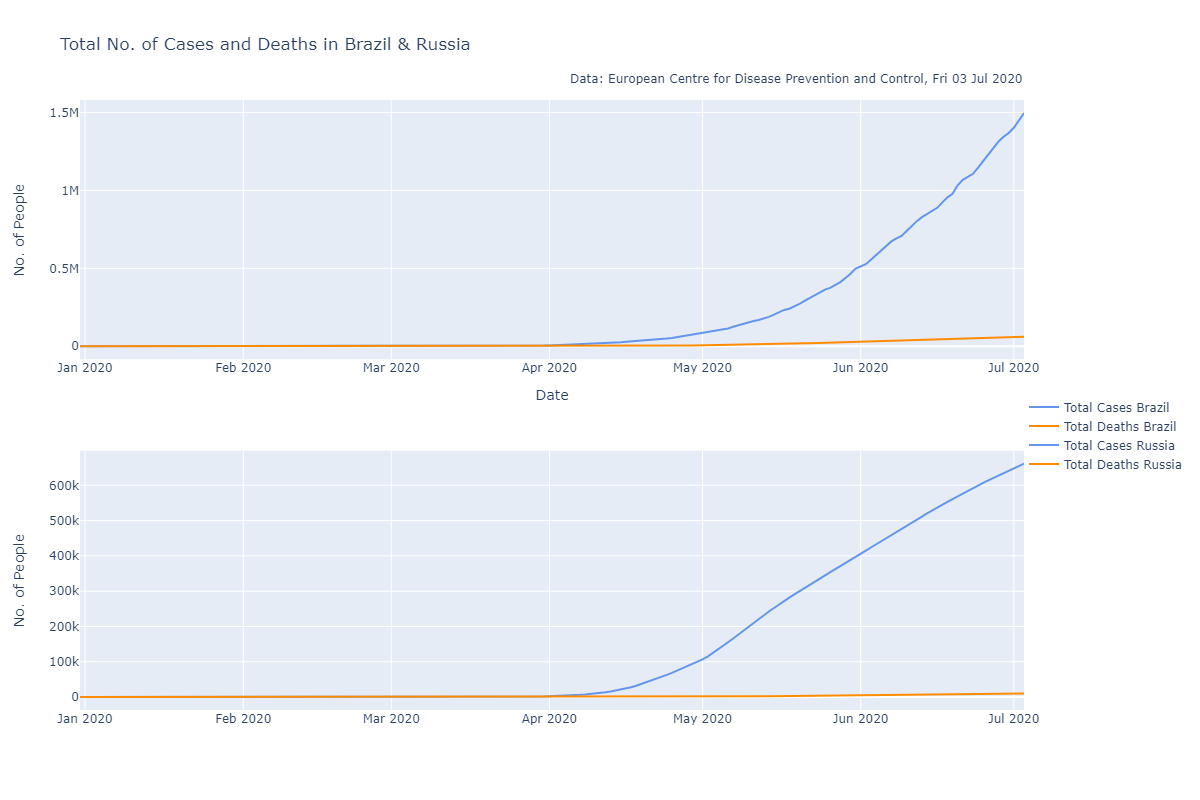 Total No. of Cases and Deaths in Brazil & Russia
Data: European Centre for Disease Prevention and Control, Fri 03 Jul 2020
No. of People
1.5M
1M
0.5M
0
Jan 2020 Feb 2020 Mar 2020 Apr 2020 May 2020 Jun 2020 Jul 2020
Date
Total Cases Brazil
Total Deaths Brazil
Total Cases Russia
Total Deaths Russia
No. of People
600k
500k
400k
300k
200k
100k
0
Jan 2020 Feb 2020 Mar 2020 Apr 2020 May 2020 Jun 2020 Jul 2020